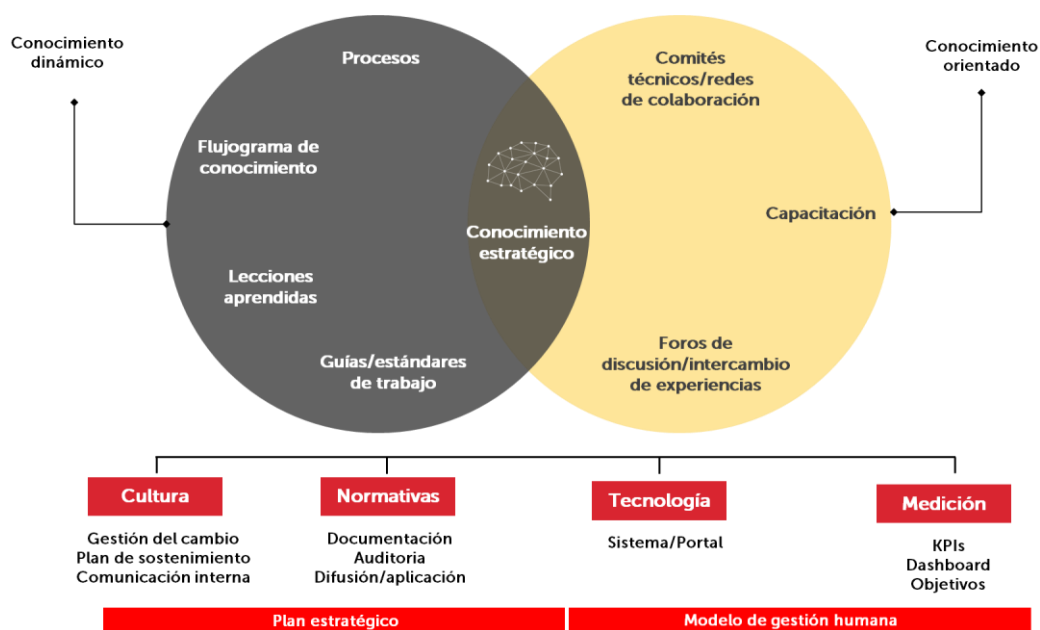 Conocimiento
dinámico
Procesos
Flujograma de
conocimiento
Lecciones
aprendidas
Guías/estándares
de trabajo
Conocimiento
estratégico
Comités
técnicos/redes
de colaboración
Capacitación
Foros de
discusión/intercambio
de experiencias
Conocimiento
orientado
Cultura
Gestión del cambio
Plan de sostenimiento
Comunicación interna
Normativas
Documentación
Auditoria
Difusión/aplicación
Tecnología
Sistema/Portal
Medición
KPIs
Dashboard
Objetivos
Plan estratégico
Modelo de gestión humana